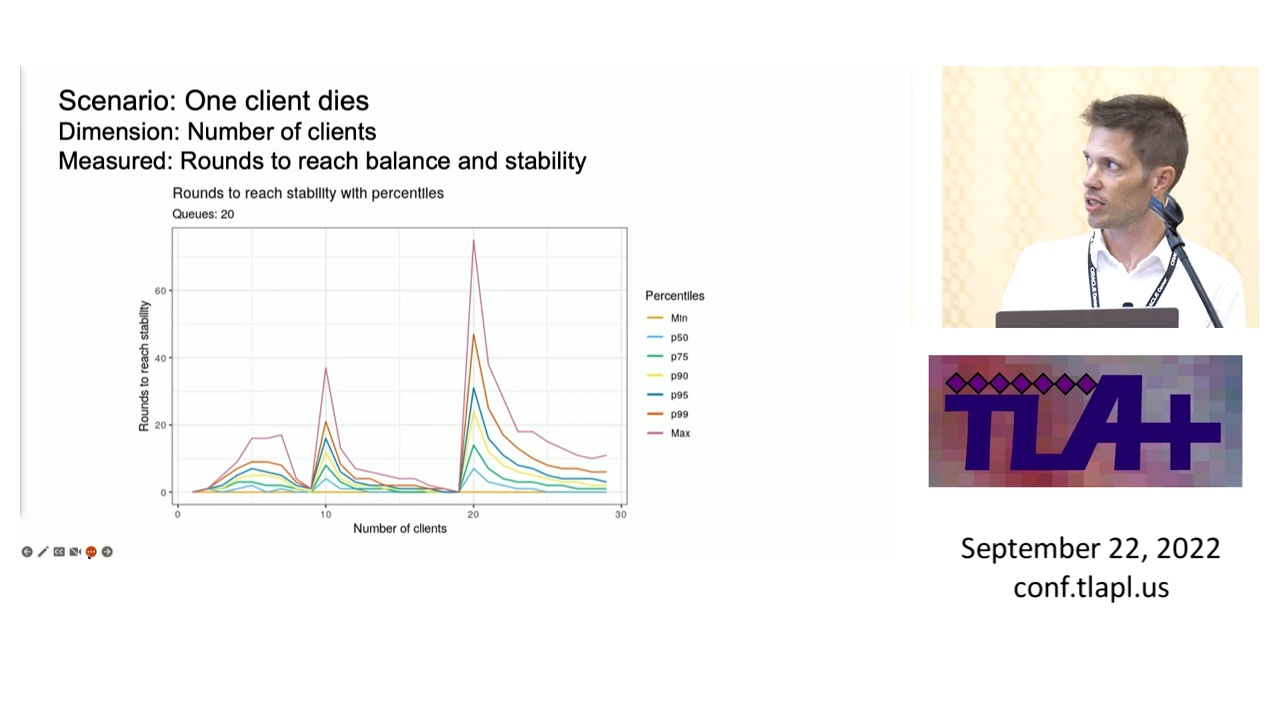 Scenario: One client dies
Dimension: Number of clients
Measured: Rounds to reach balance and stability
Rounds to reach stability with percentiles
Queues: 20
Rounds to reach stability
60
40
20
0
0
10
20
30
Number of clients
Percentiles
Min
p50
p75
p90
p95
p99
Max
TLA+
September 22, 2022
conf.tlapl.us